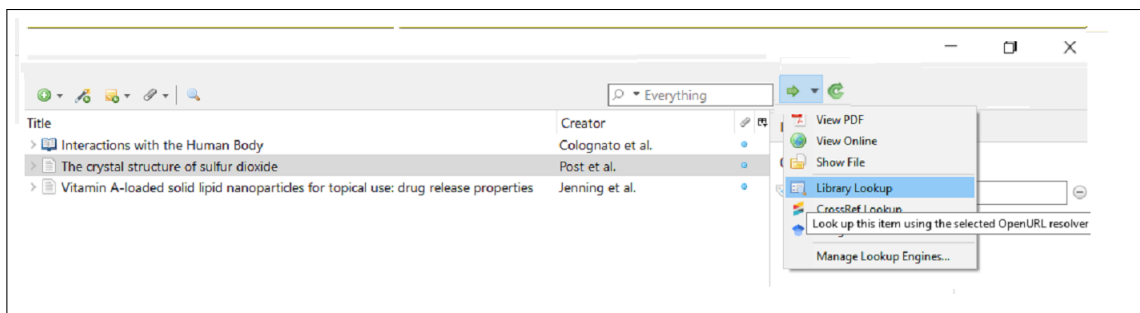 Everything
Title Creator
Interactions with the Human Body Colognato et al.
The crystal structure of sulfur dioxide Post et al.
Vitamin A-loaded solid lipid nanoparticles for topical use: drug release properties Jenning et al.
View PDF
View Online
Show File
Library Lookup
CrossRef Lookup
Look up this item using the selected OpenURL resolver
Manage Lookup Engines...